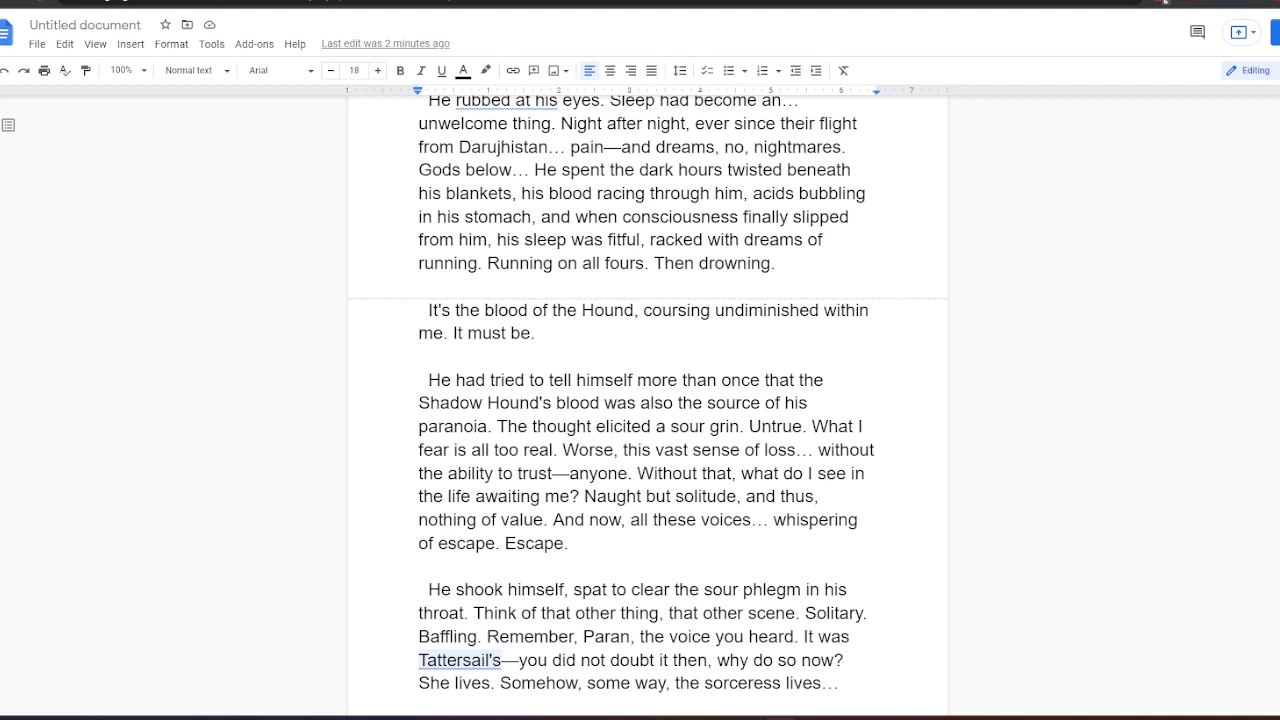 Untitled document
File Edit View Insert Format Tools Add-ons Help Last edit was 2 minutes ago
100% Normal text Arial 18 B I U A Editing
1 1 2 3 4 5 6 7
He rubbed at his eyes. Sleep had become an…
unwelcome thing. Night after night, ever since their flight
from Darujhistan… pain—and dreams, no, nightmares.
Gods below… He spent the dark hours twisted beneath
his blankets, his blood racing through him, acids bubbling
in his stomach, and when consciousness finally slipped
from him, his sleep was fitful, racked with dreams of
running. Running on all fours. Then drowning.
It's the blood of the Hound, coursing undiminished within
me. It must be.
He had tried to tell himself more than once that the
Shadow Hound's blood was also the source of his
paranoia. The thought elicited a sour grin. Untrue. What I
fear is all too real. Worse, this vast sense of loss… without
the ability to trust—anyone. Without that, what do I see in
the life awaiting me? Naught but solitude, and thus,
nothing of value. And now, all these voices… whispering
of escape. Escape.
He shook himself, spat to clear the sour phlegm in his
throat. Think of that other thing, that other scene. Solitary.
Baffling. Remember, Paran, the voice you heard. It was
Tattersail's—you did not doubt it then, why do so now?
She lives. Somehow, some way, the sorceress lives…